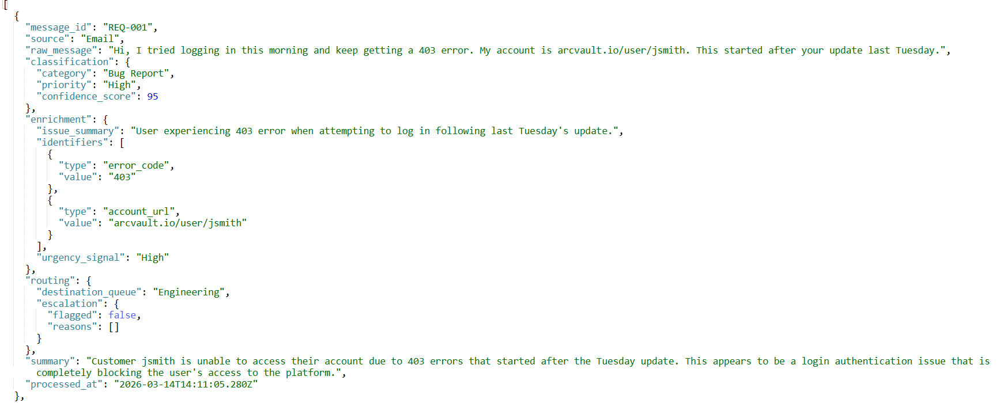 [
  {
    "message_id": "REQ-001",
    "source": "Email",
    "raw_message": "Hi, I tried logging in this morning and keep getting a 403 error. My account is arcvault.io/user/jsmith. This started after your update last Tuesday.",
    "classification": {
      "category": "Bug Report",
      "priority": "High",
      "confidence_score": 95
    },
    "enrichment": {
      "issue_summary": "User experiencing 403 error when attempting to log in following last Tuesday's update.",
      "identifiers": [
        {
          "type": "error_code",
          "value": "403"
        },
        {
          "type": "account_url",
          "value": "arcvault.io/user/jsmith"
        }
      ],
      "urgency_signal": "High"
    },
    "routing": {
      "destination_queue": "Engineering",
      "escalation": {
        "flagged": false,
        "reasons": []
      }
    },
    "summary": "Customer jsmith is unable to access their account due to 403 errors that started after the Tuesday update. This appears to be a login authentication issue that is
      completely blocking the user's access to the platform.",
    "processed_at": "2026-03-14T14:11:05.280Z"
  },